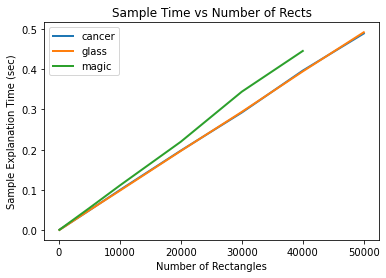 Sample Time vs Number of Rects
cancer
glass
magic
Sample Explanation Time (sec)
0.5
0.4
0.3
0.2
0.1
0.0
0 10000 20000 30000 40000 50000
Number of Rectangles